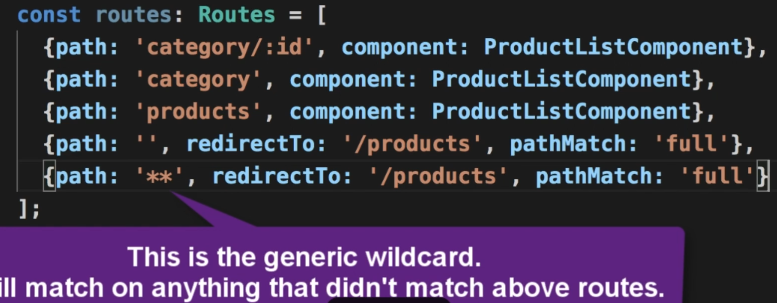 const routes: Routes = [
{path: 'category/:id', component: ProductListComponent},
{path: 'category', component: ProductListComponent},
{path: 'products', component: ProductListComponent},
{path: '', redirectTo: '/products', pathMatch: 'full'},
{path: '**', redirectTo: '/products', pathMatch: 'full'}
];
This is the generic wildcard.
ill match on anything that didn't match above routes.